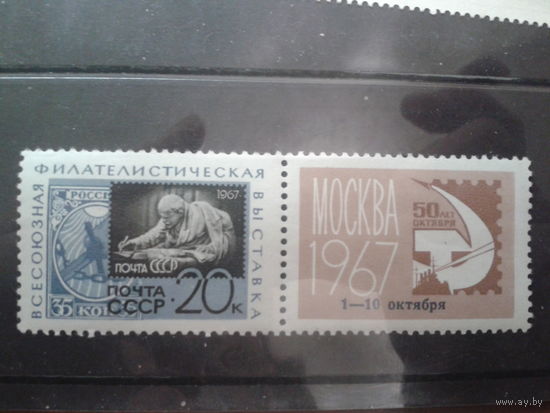 ВСЕСОЮЗНАЯ ФИЛАТЕЛИСТИЧЕСКАЯ ВЫСТАВКА
РОССІ
1967
ПОЧТА СССР
35
КОП
ПОЧТА
СССР
20к
МОСКВА
1967
50 ЛЕТ
ОКТЯБРЯ
1—10 октября
www.ay.by